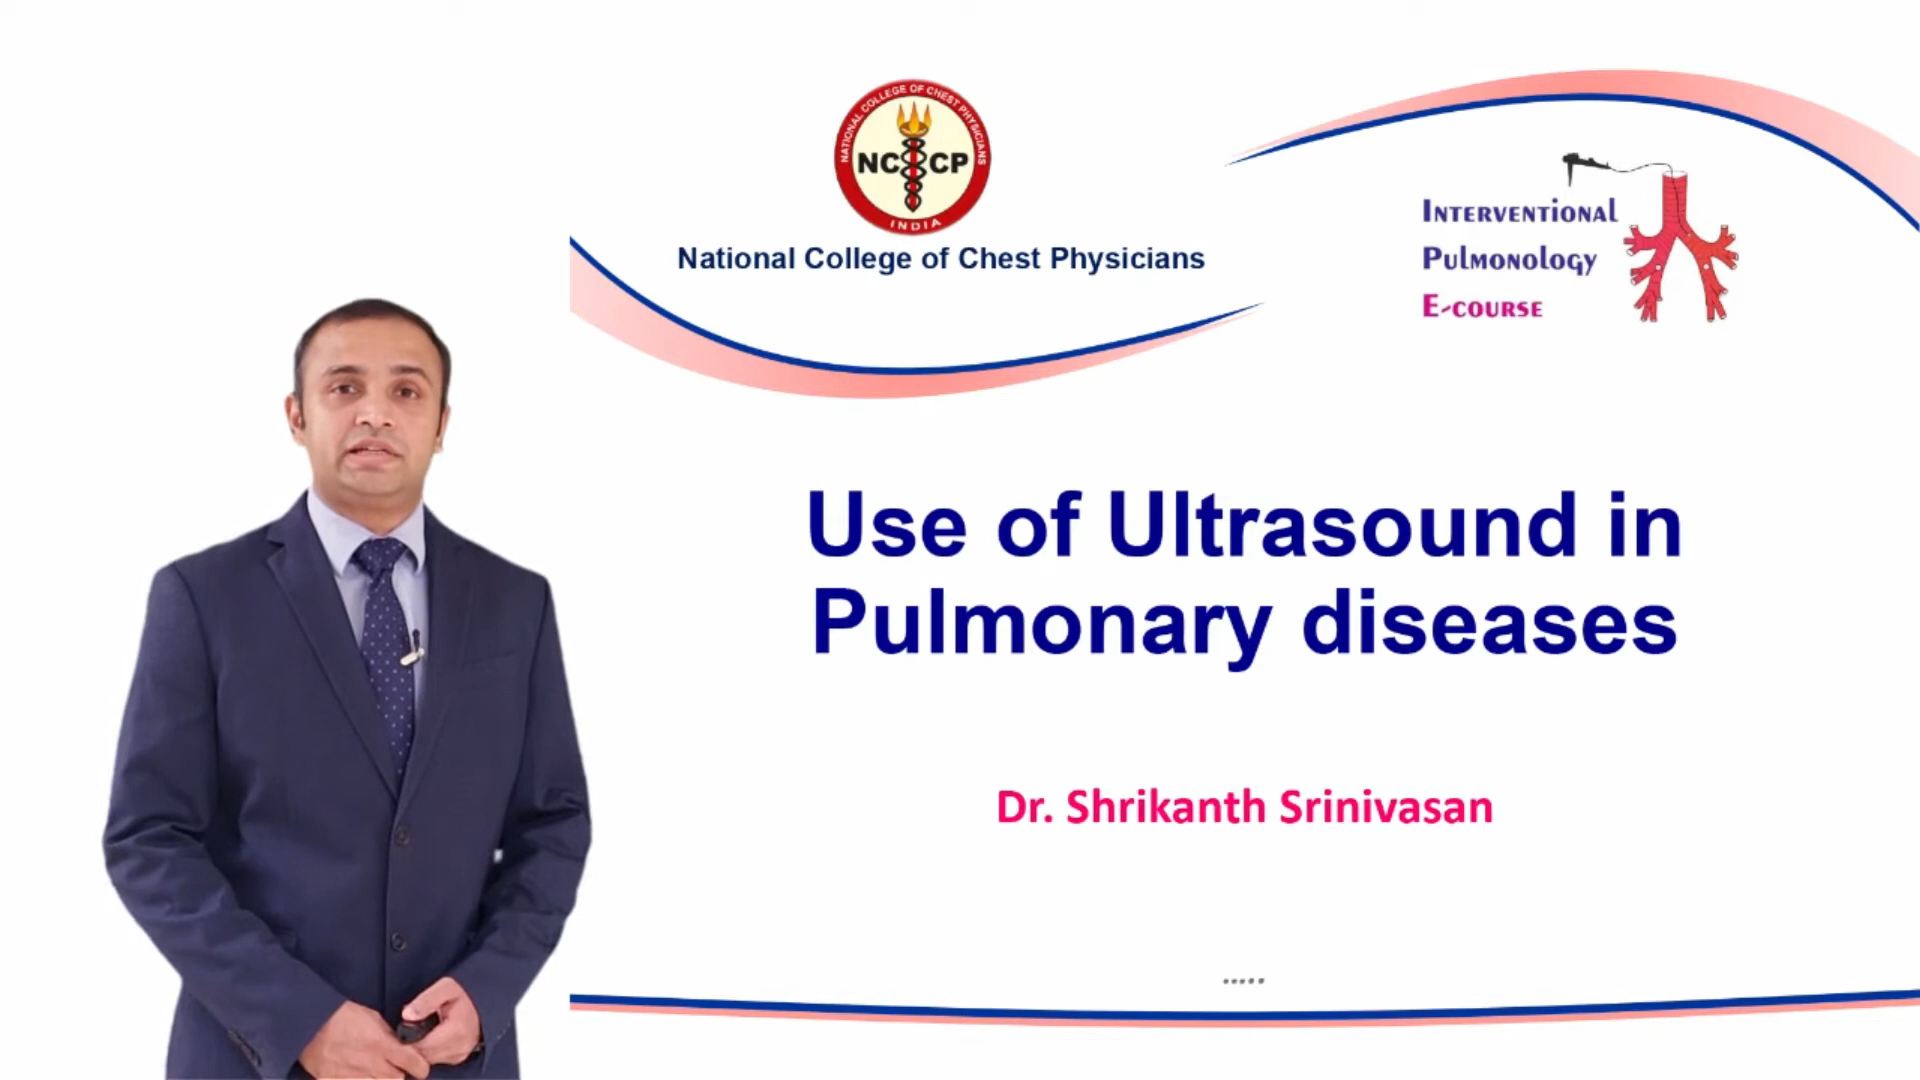 NATIONAL COLLEGE OF CHEST PHYSICIANS
NCCP
INDIA
National College of Chest Physicians
Interventional
Pulmonology
E-course
Use of Ultrasound in
Pulmonary diseases
Dr. Shrikanth Srinivasan
.....